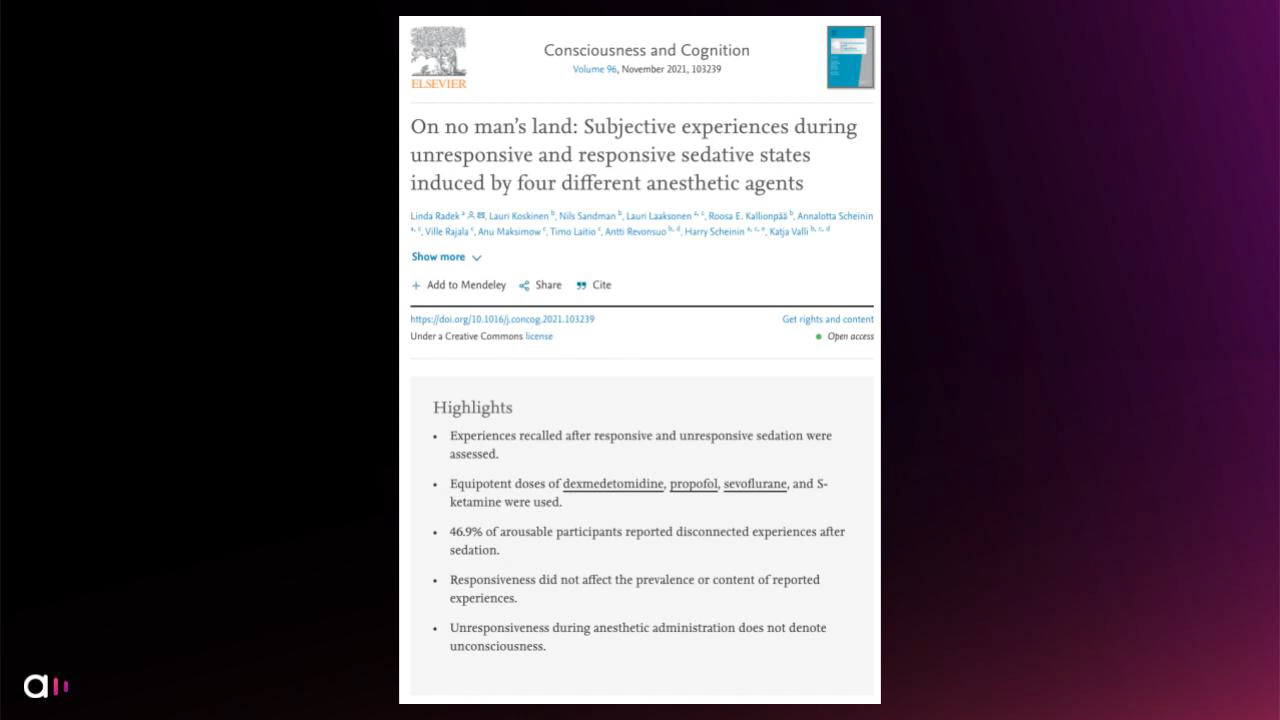 ELSEVIER
Consciousness and Cognition
Volume 96, November 2021, 103239
On no man's land: Subjective experiences during
unresponsive and responsive sedative states
induced by four different anesthetic agents
Linda Radek a, Lauri Koskinen b, Nils Sandman b, Lauri Laaksonen a, c, Roosa E. Kallionpää b, Annalotta Scheinin
a, c, Ville Rajala c, Anu Maksimow c, Timo Laitio c, Antti Revonsuo b, d, Harry Scheinin a, c, e, Katja Valli b, c, d
Show more
+ Add to Mendeley Share Cite
https://doi.org/10.1016/j.concog.2021.103239 Get rights and content
Under a Creative Commons license Open access
Highlights
• Experiences recalled after responsive and unresponsive sedation were
assessed.
• Equipotent doses of dexmedetomidine, propofol, sevoflurane, and S-
ketamine were used.
• 46.9% of arousable participants reported disconnected experiences after
sedation.
• Responsiveness did not affect the prevalence or content of reported
experiences.
• Unresponsiveness during anesthetic administration does not denote
unconsciousness.
a